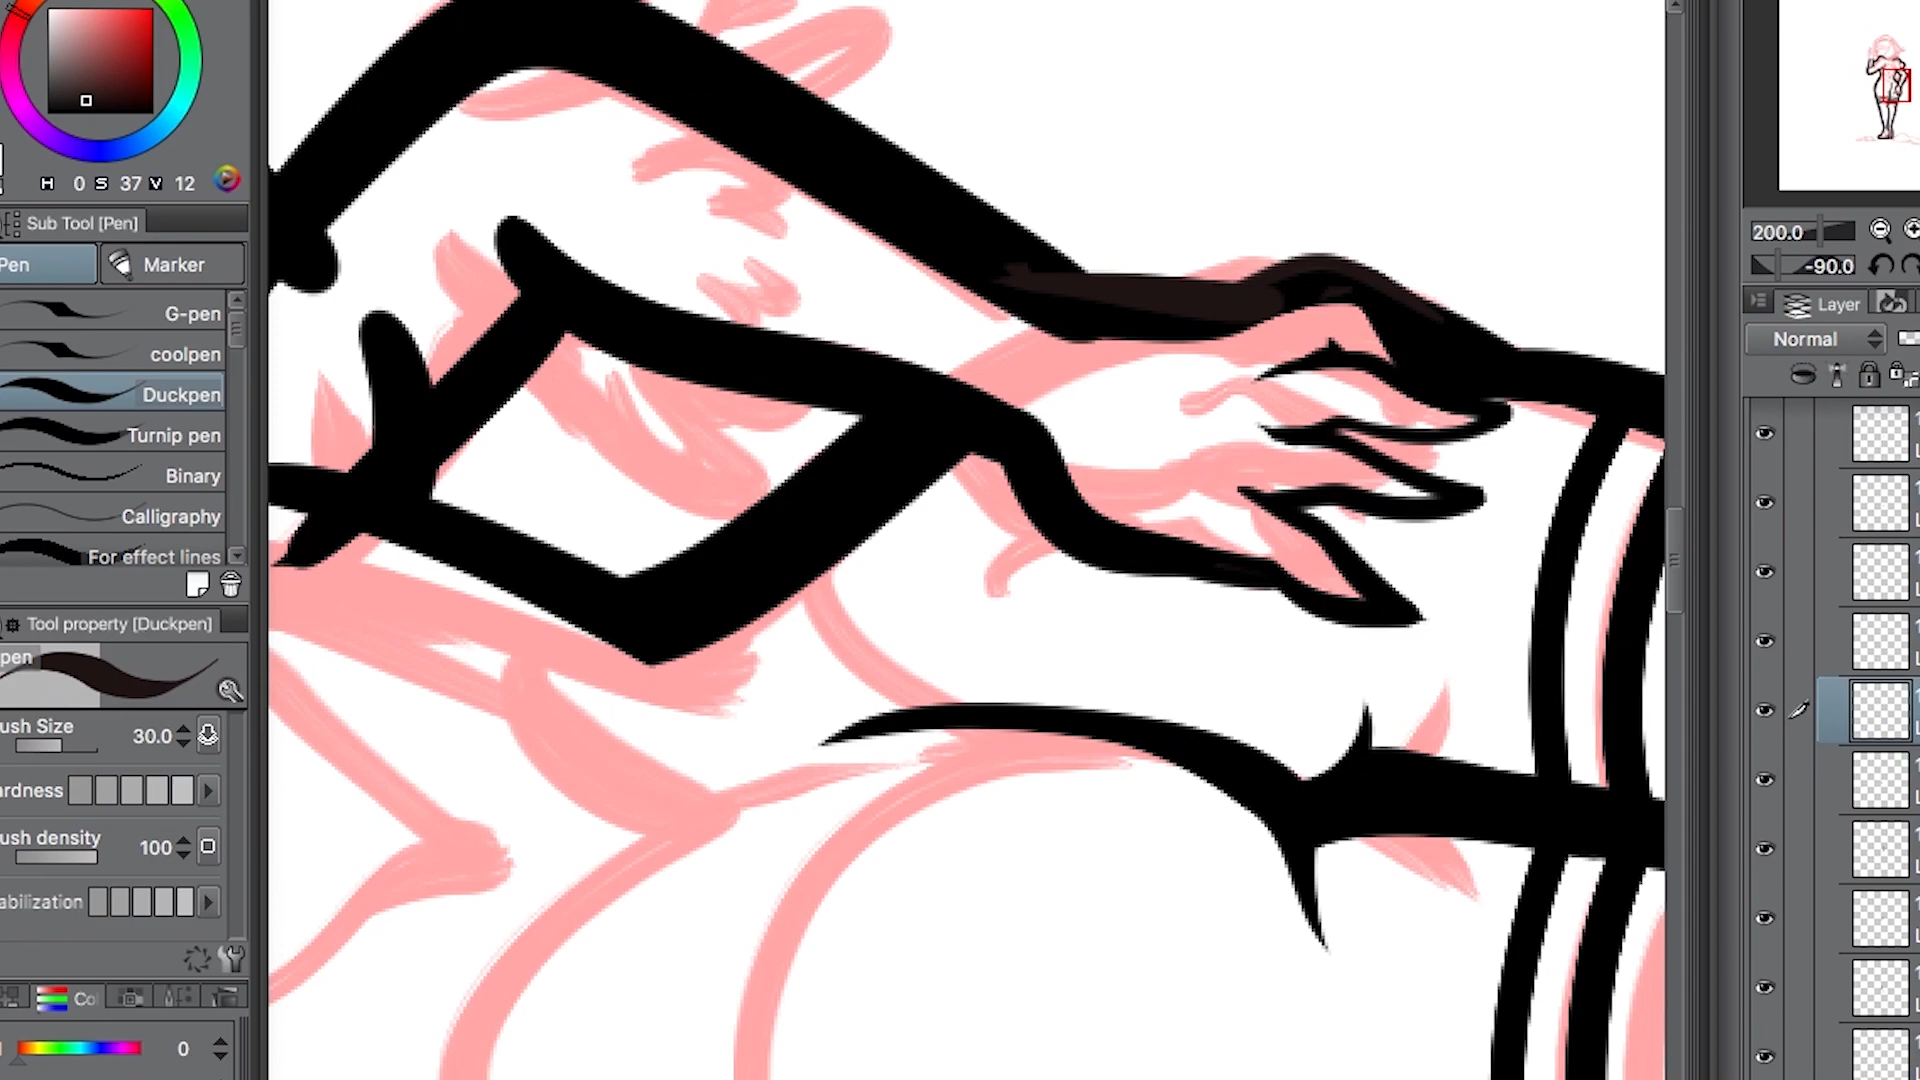 H 0 S 37 V 12
Sub Tool [Pen]
Pen
Marker
G-pen
coolpen
Duckpen
Turnip pen
Binary
Calligraphy
For effect lines
Tool property [Duckpen]
pen
ush Size 30.0
ardness
ush density 100
abilization
Co
0
200.0
-90.0
Layer
Normal